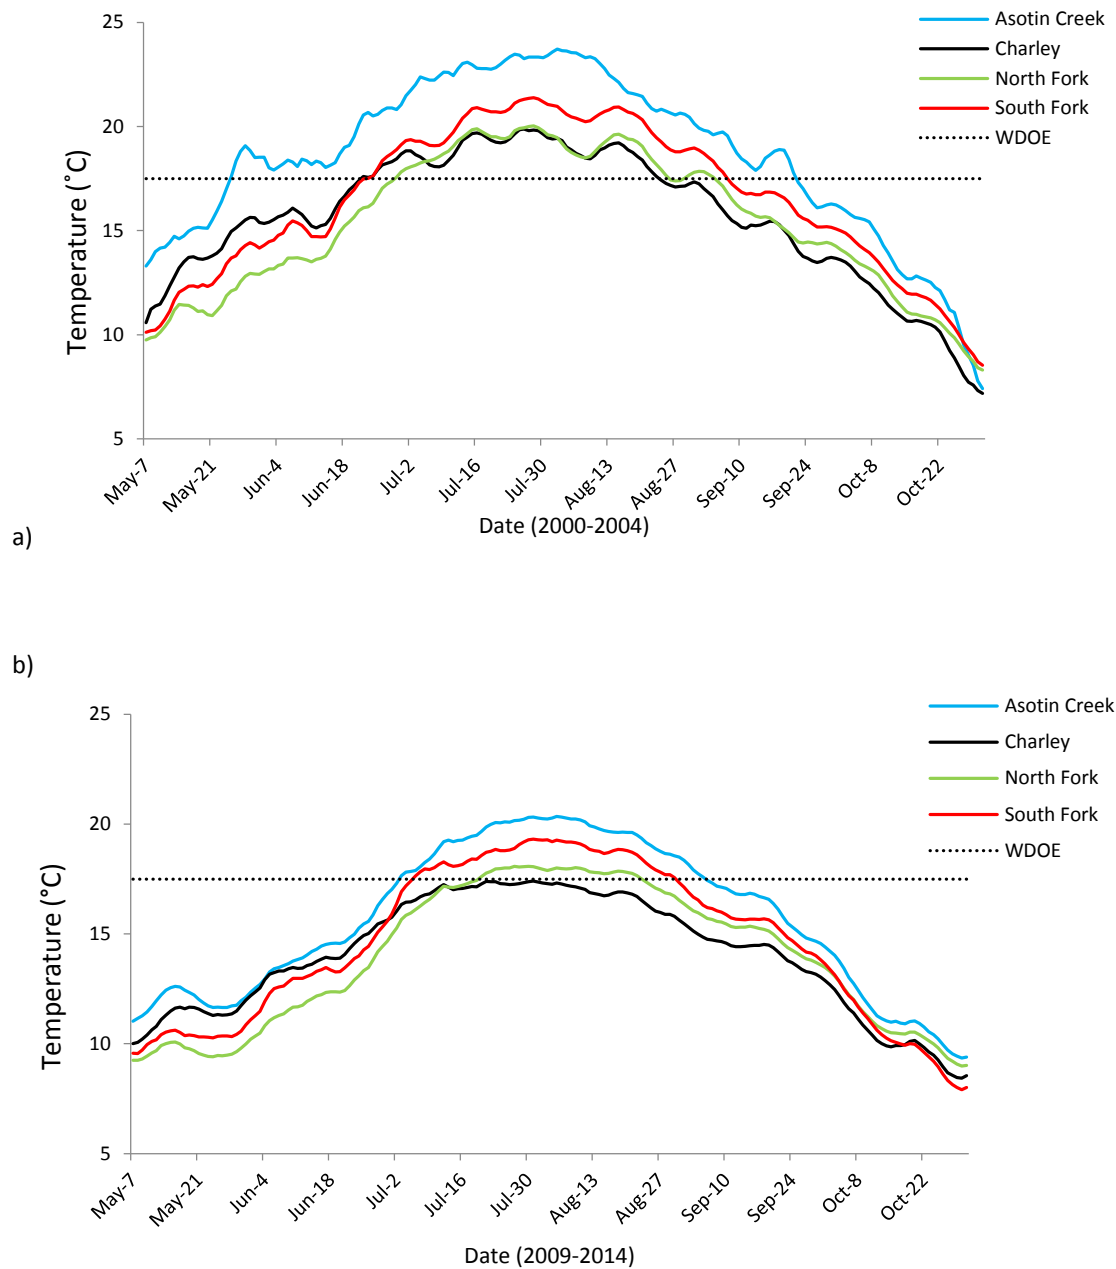 25
20
15
10
5
Temperature (˚C)
May-7
May-21
Jun-4
Jun-18
Jul-2
Jul-16
Jul-30
Aug-13
Aug-27
Sep-10
Sep-24
Oct-8
Oct-22
Date (2000-2004)
Asotin Creek
Charley
North Fork
South Fork
WDOE
a)
b)
25
20
15
10
5
Temperature (°C)
May-7
May-21
Jun-4
Jun-18
Jul-2
Jul-16
Jul-30
Aug-13
Aug-27
Sep-10
Sep-24
Oct-8
Oct-22
Date (2009-2014)
Asotin Creek
Charley
North Fork
South Fork
WDOE